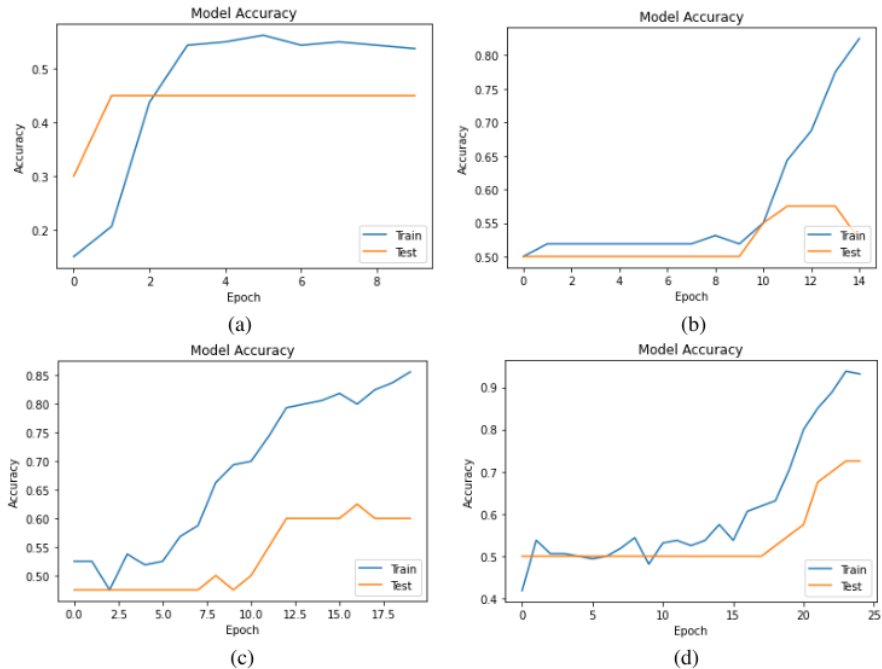 Model Accuracy
0.5
0.4
0.3
0.2
Accuracy
Train
Test
0 2 4 6 8
Epoch
(a)
Model Accuracy
0.80
0.75
0.70
0.65
0.60
0.55
0.50
Accuracy
Train
Test
0 2 4 6 8 10 12 14
Epoch
(b)
Model Accuracy
0.85
0.80
0.75
0.70
0.65
0.60
0.55
0.50
Accuracy
Train
Test
0.0 2.5 5.0 7.5 10.0 12.5 15.0 17.5
Epoch
(c)
Model Accuracy
0.9
0.8
0.7
0.6
0.5
0.4
Accuracy
Train
Test
0 5 10 15 20 25
Epoch
(d)